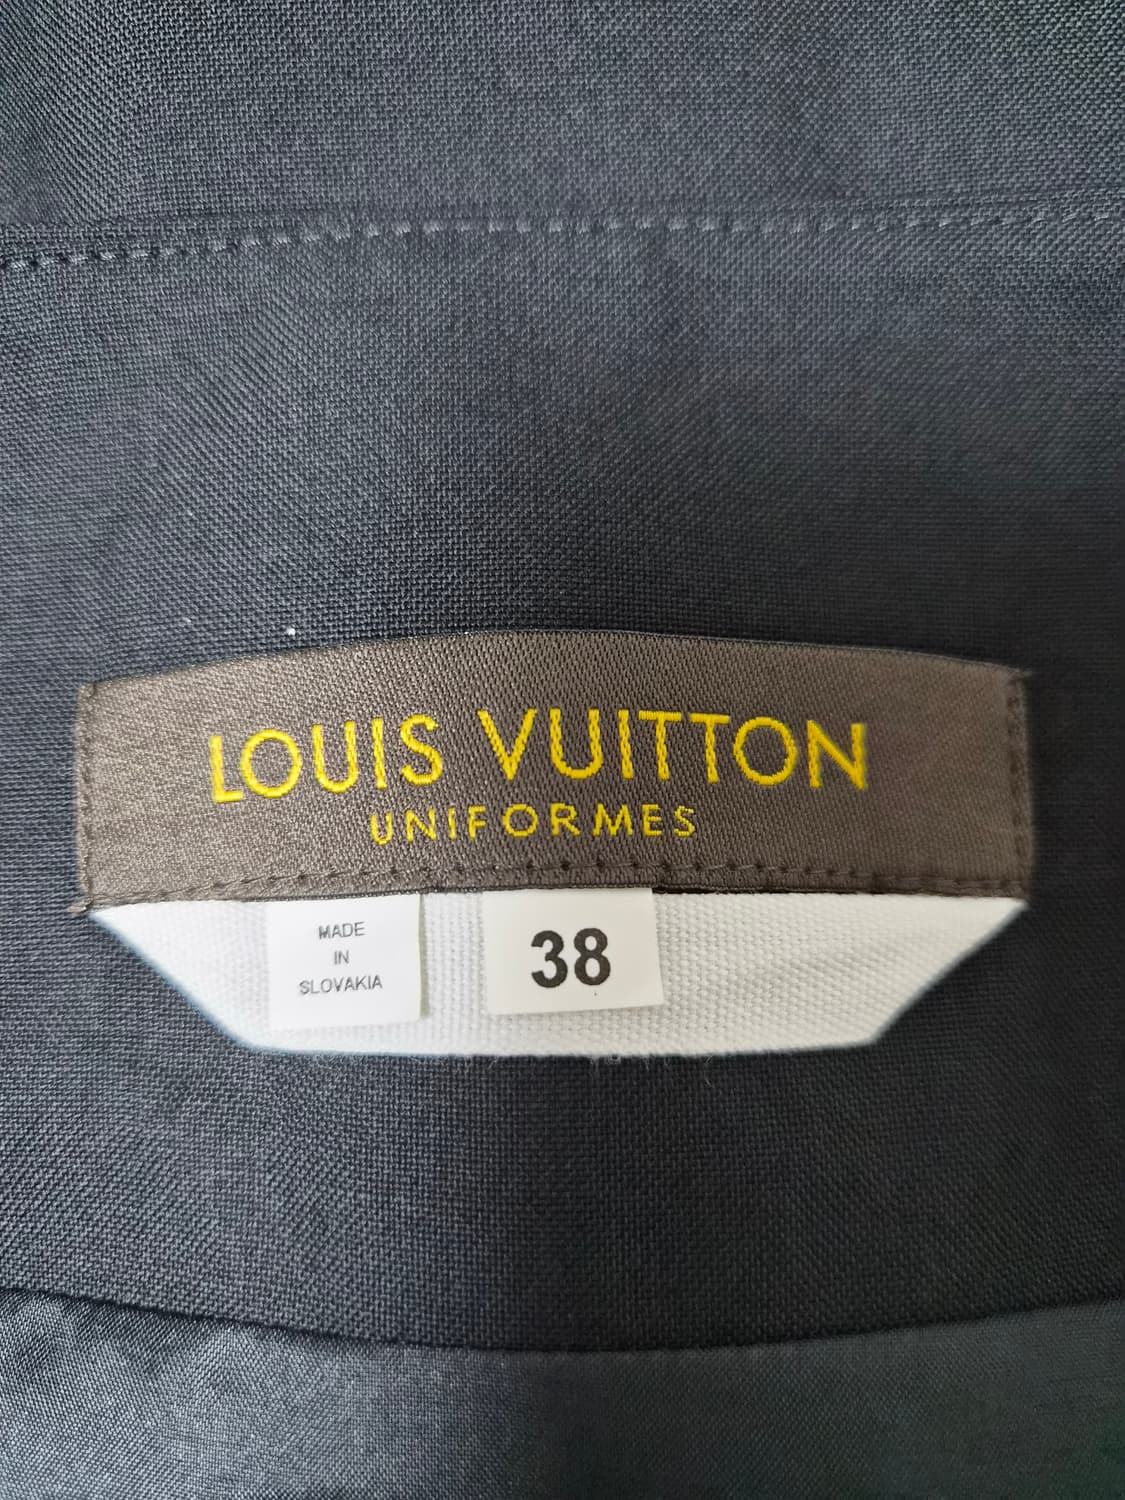 LOUIS VUITTON
UNIFORMES
MADE
IN
SLOVAKIA
38